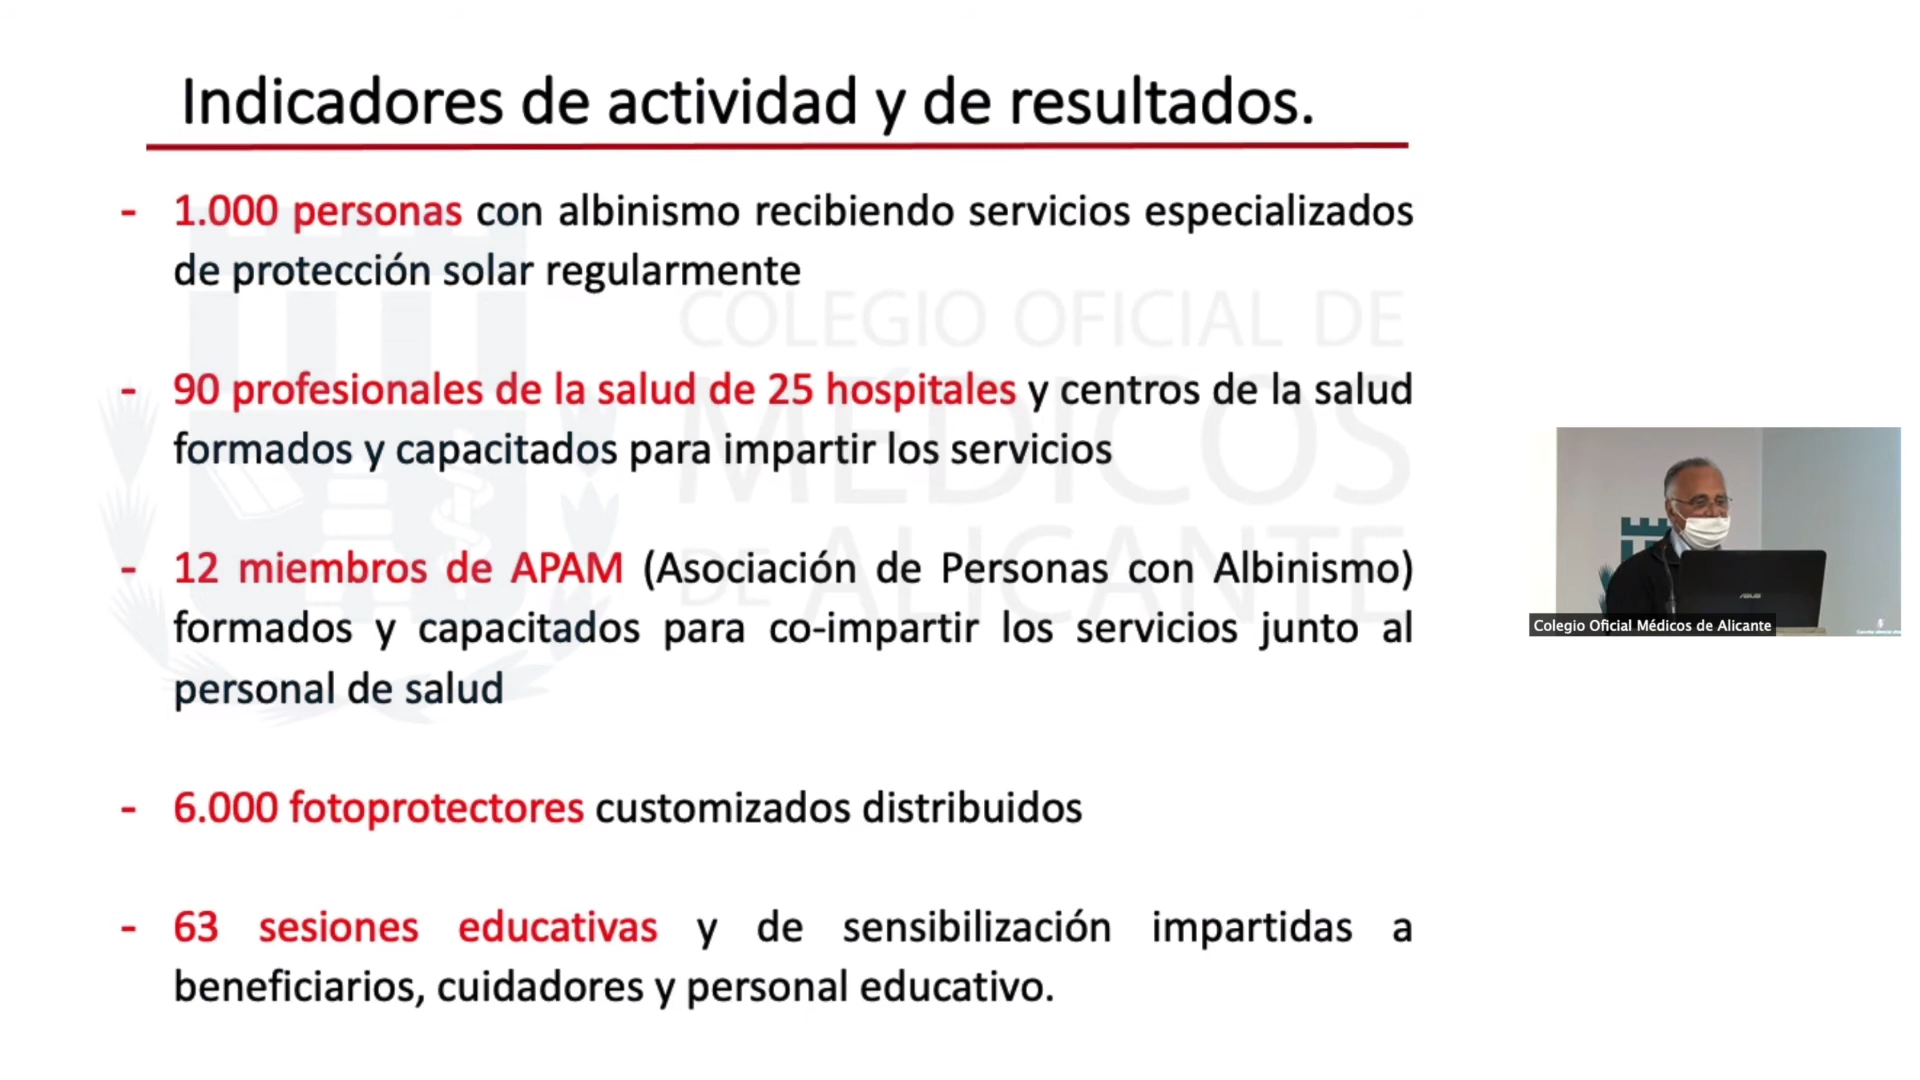 Indicadores de actividad y de resultados.
- 1.000 personas con albinismo recibiendo servicios especializados
de protección solar regularmente
COLEGIO OFICIAL DE
- 90 profesionales de la salud de 25 hospitales y centros de la salud
formados y capacitados para impartir los servicios
MÉDICOS
- 12 miembros de APAM (Asociación de Personas con Albinismo)
DE ALICANTE
formados y capacitados para co-impartir los servicios junto al
personal de salud
- 6.000 fotoprotectores customizados distribuidos
- 63 sesiones educativas y de sensibilización impartidas a
beneficiarios, cuidadores y personal educativo.
ASUS
Colegio Oficial Médicos de Alicante